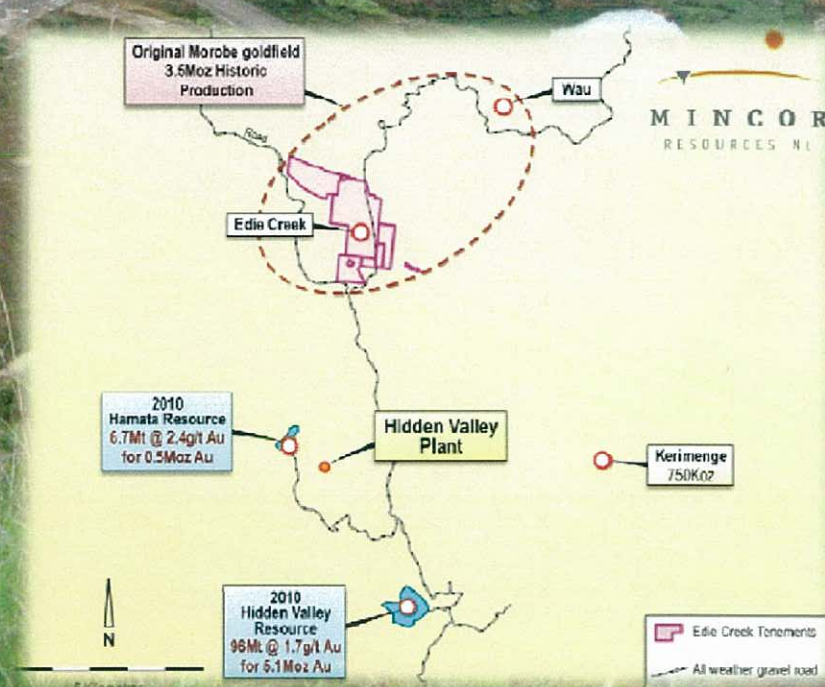 Original Morobe goldfield
3.5Moz Historic
Production
Wau
MINCOR
RESOURCES NL
Road
Edie Creek
2010
Hamata Resource
6.7Mt @ 2.4g/t Au
for 0.5Moz Au
Hidden Valley
Plant
Kerimenge
750Koz
2010
Hidden Valley
Resource
96Mt @ 1.7g/t Au
for 5.1Moz Au
N
Edie Creek Tenements
All weather gravel road